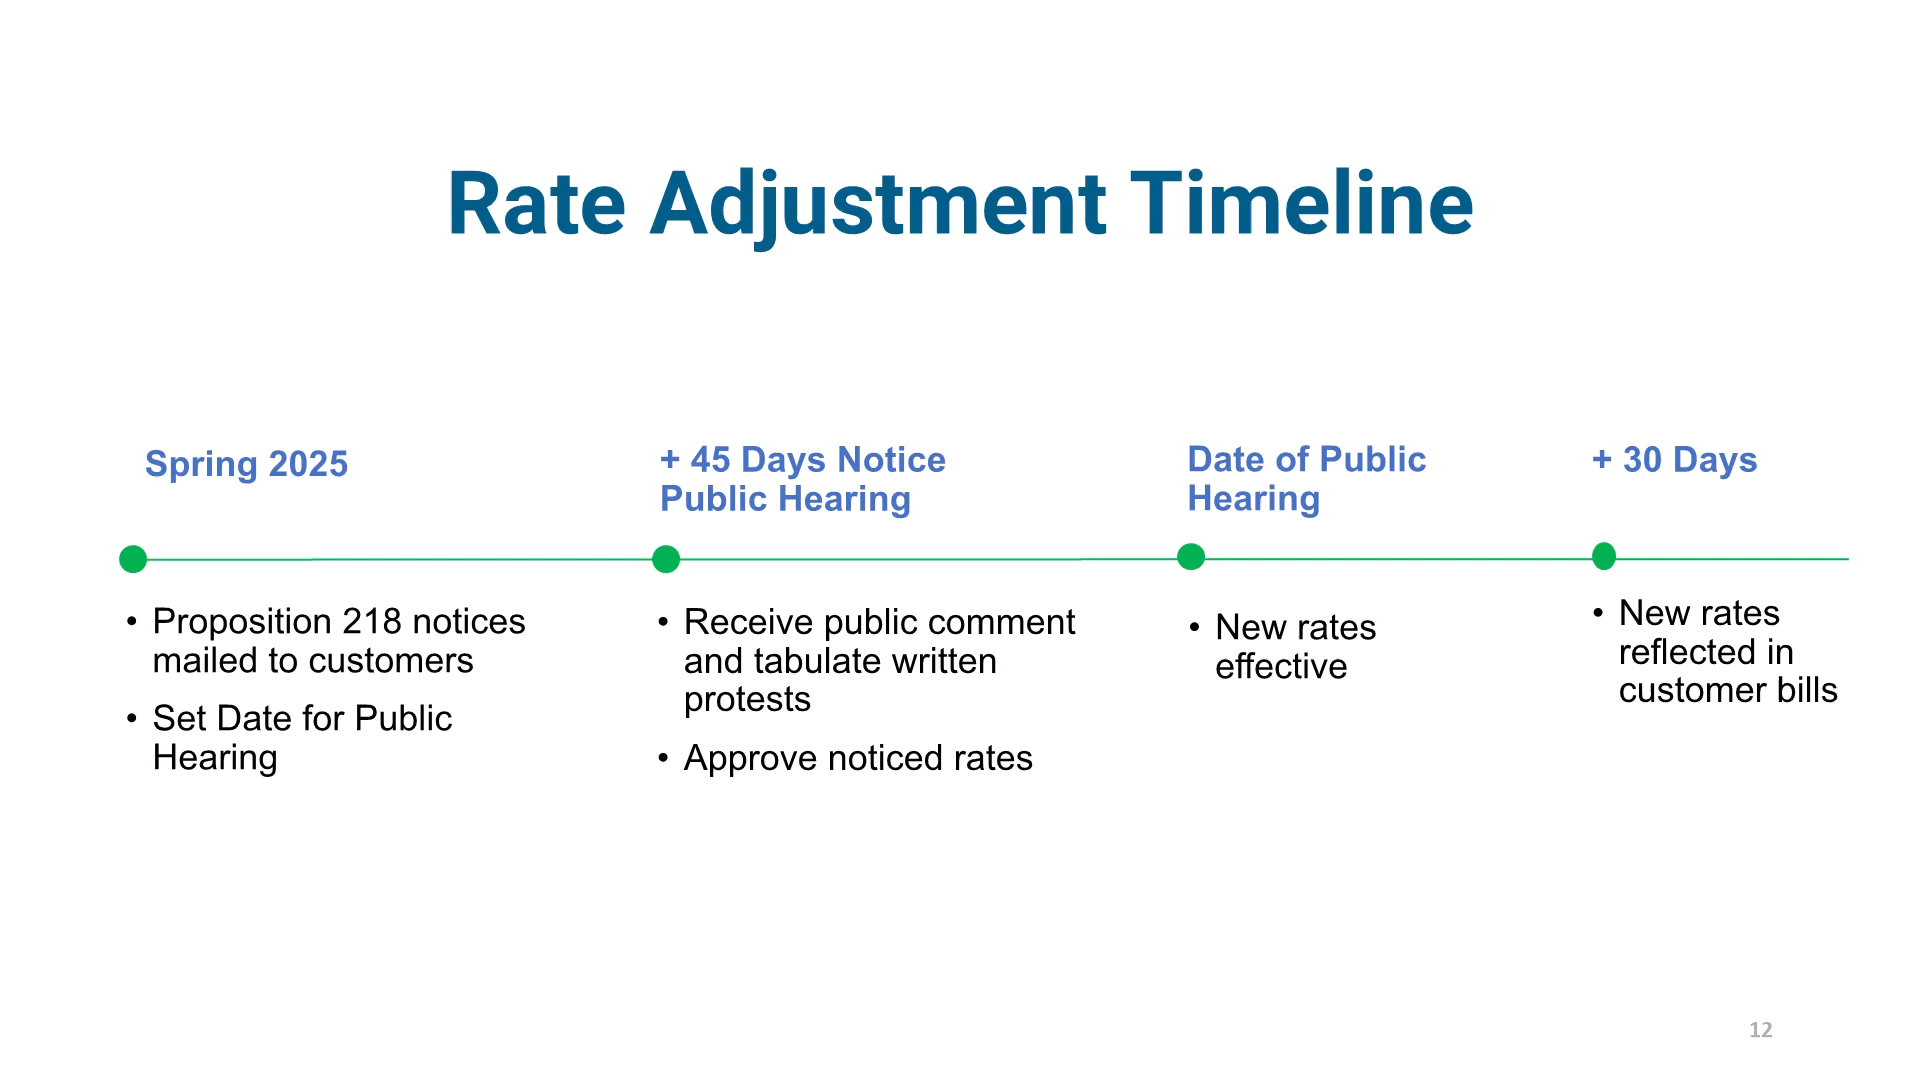 Rate Adjustment Timeline
Spring 2025
• Proposition 218 notices
mailed to customers
• Set Date for Public
Hearing
+ 45 Days Notice
Public Hearing
• Receive public comment
and tabulate written
protests
• Approve noticed rates
Date of Public
Hearing
• New rates
effective
+ 30 Days
• New rates
reflected in
customer bills
12